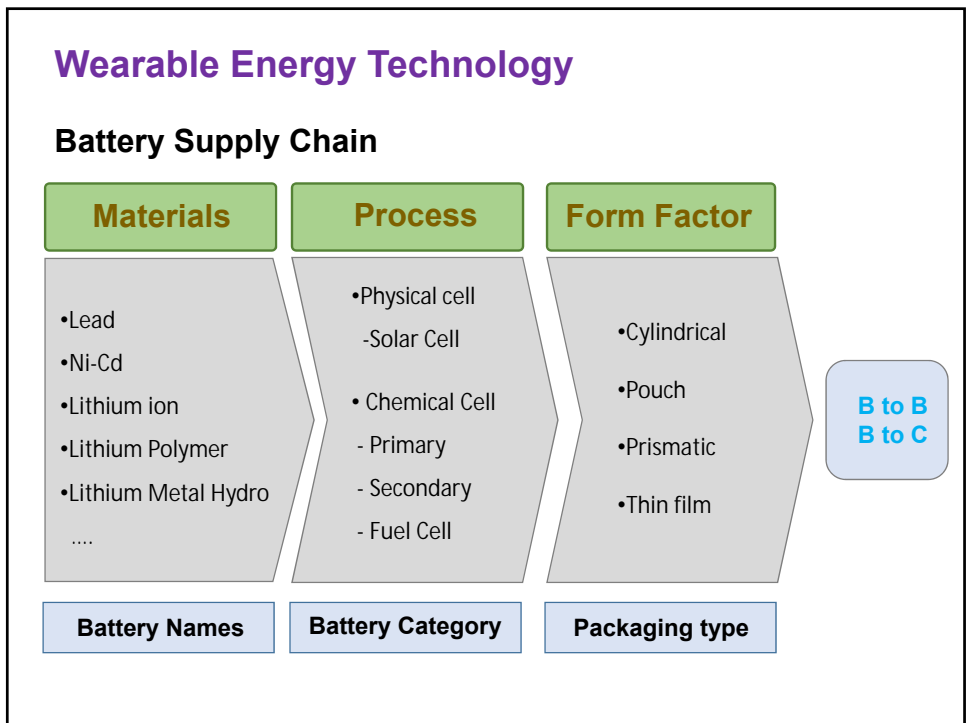 Wearable Energy Technology
Battery Supply Chain
Materials
•Lead
•Ni-Cd
•Lithium ion
•Lithium Polymer
•Lithium Metal Hydro
....
Battery Names
Process
•Physical cell
-Solar Cell
• Chemical Cell
- Primary
- Secondary
- Fuel Cell
Battery Category
Form Factor
•Cylindrical
•Pouch
•Prismatic
•Thin film
Packaging type
B to B
B to C